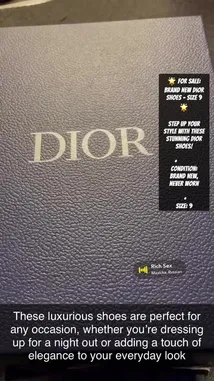 🌟 FOR SALE:
BRAND NEW DIOR
SHOES - SIZE 9
🌟
STEP UP YOUR
STYLE WITH THESE
STUNNING DIOR
SHOES!
•
CONDITION:
BRAND NEW,
NEVER WORN
•
SIZE: 9
DIOR
Rich Sex
These luxurious shoes are perfect for
any occasion, whether you're dressing
up for a night out or adding a touch of
elegance to your everyday look